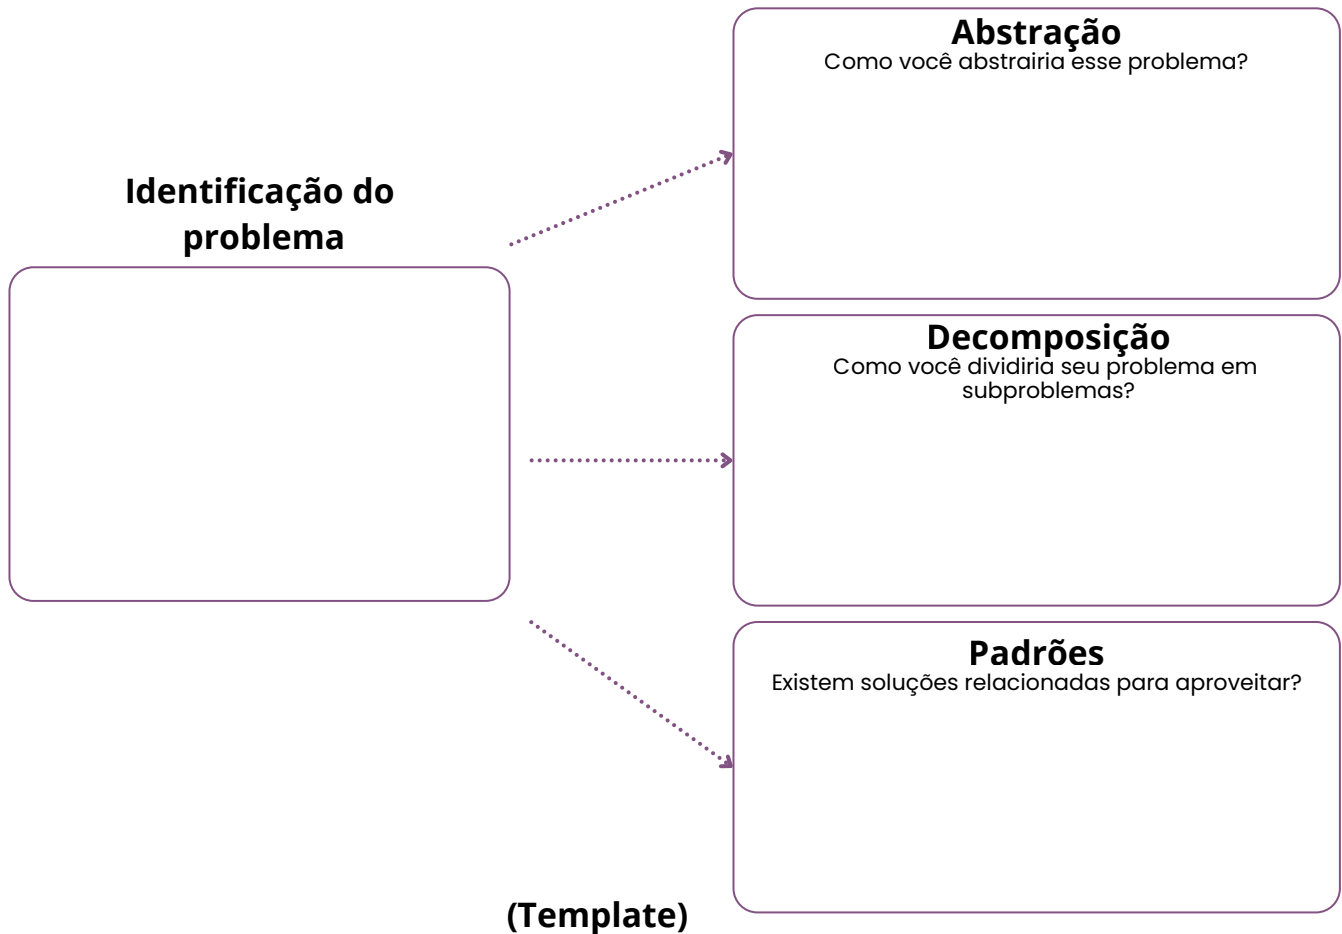 Identificação do
problema
Abstração
Como você abstrairia esse problema?
Decomposição
Como você dividiria seu problema em
subproblemas?
Padrões
Existem soluções relacionadas para aproveitar?
(Template)